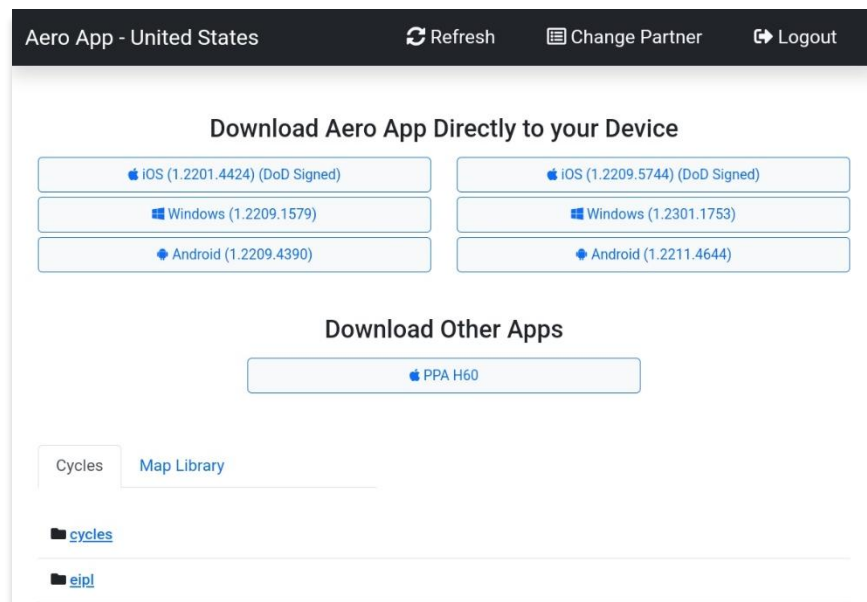 Aero App - United States Refresh Change Partner Logout
Download Aero App Directly to your Device
iOS (1.2201.4424) (DoD Signed) iOS (1.2209.5744) (DoD Signed)
Windows (1.2209.1579) Windows (1.2301.1753)
Android (1.2209.4390) Android (1.2211.4644)
Download Other Apps
PPA H60
Cycles Map Library
cycles
eipl